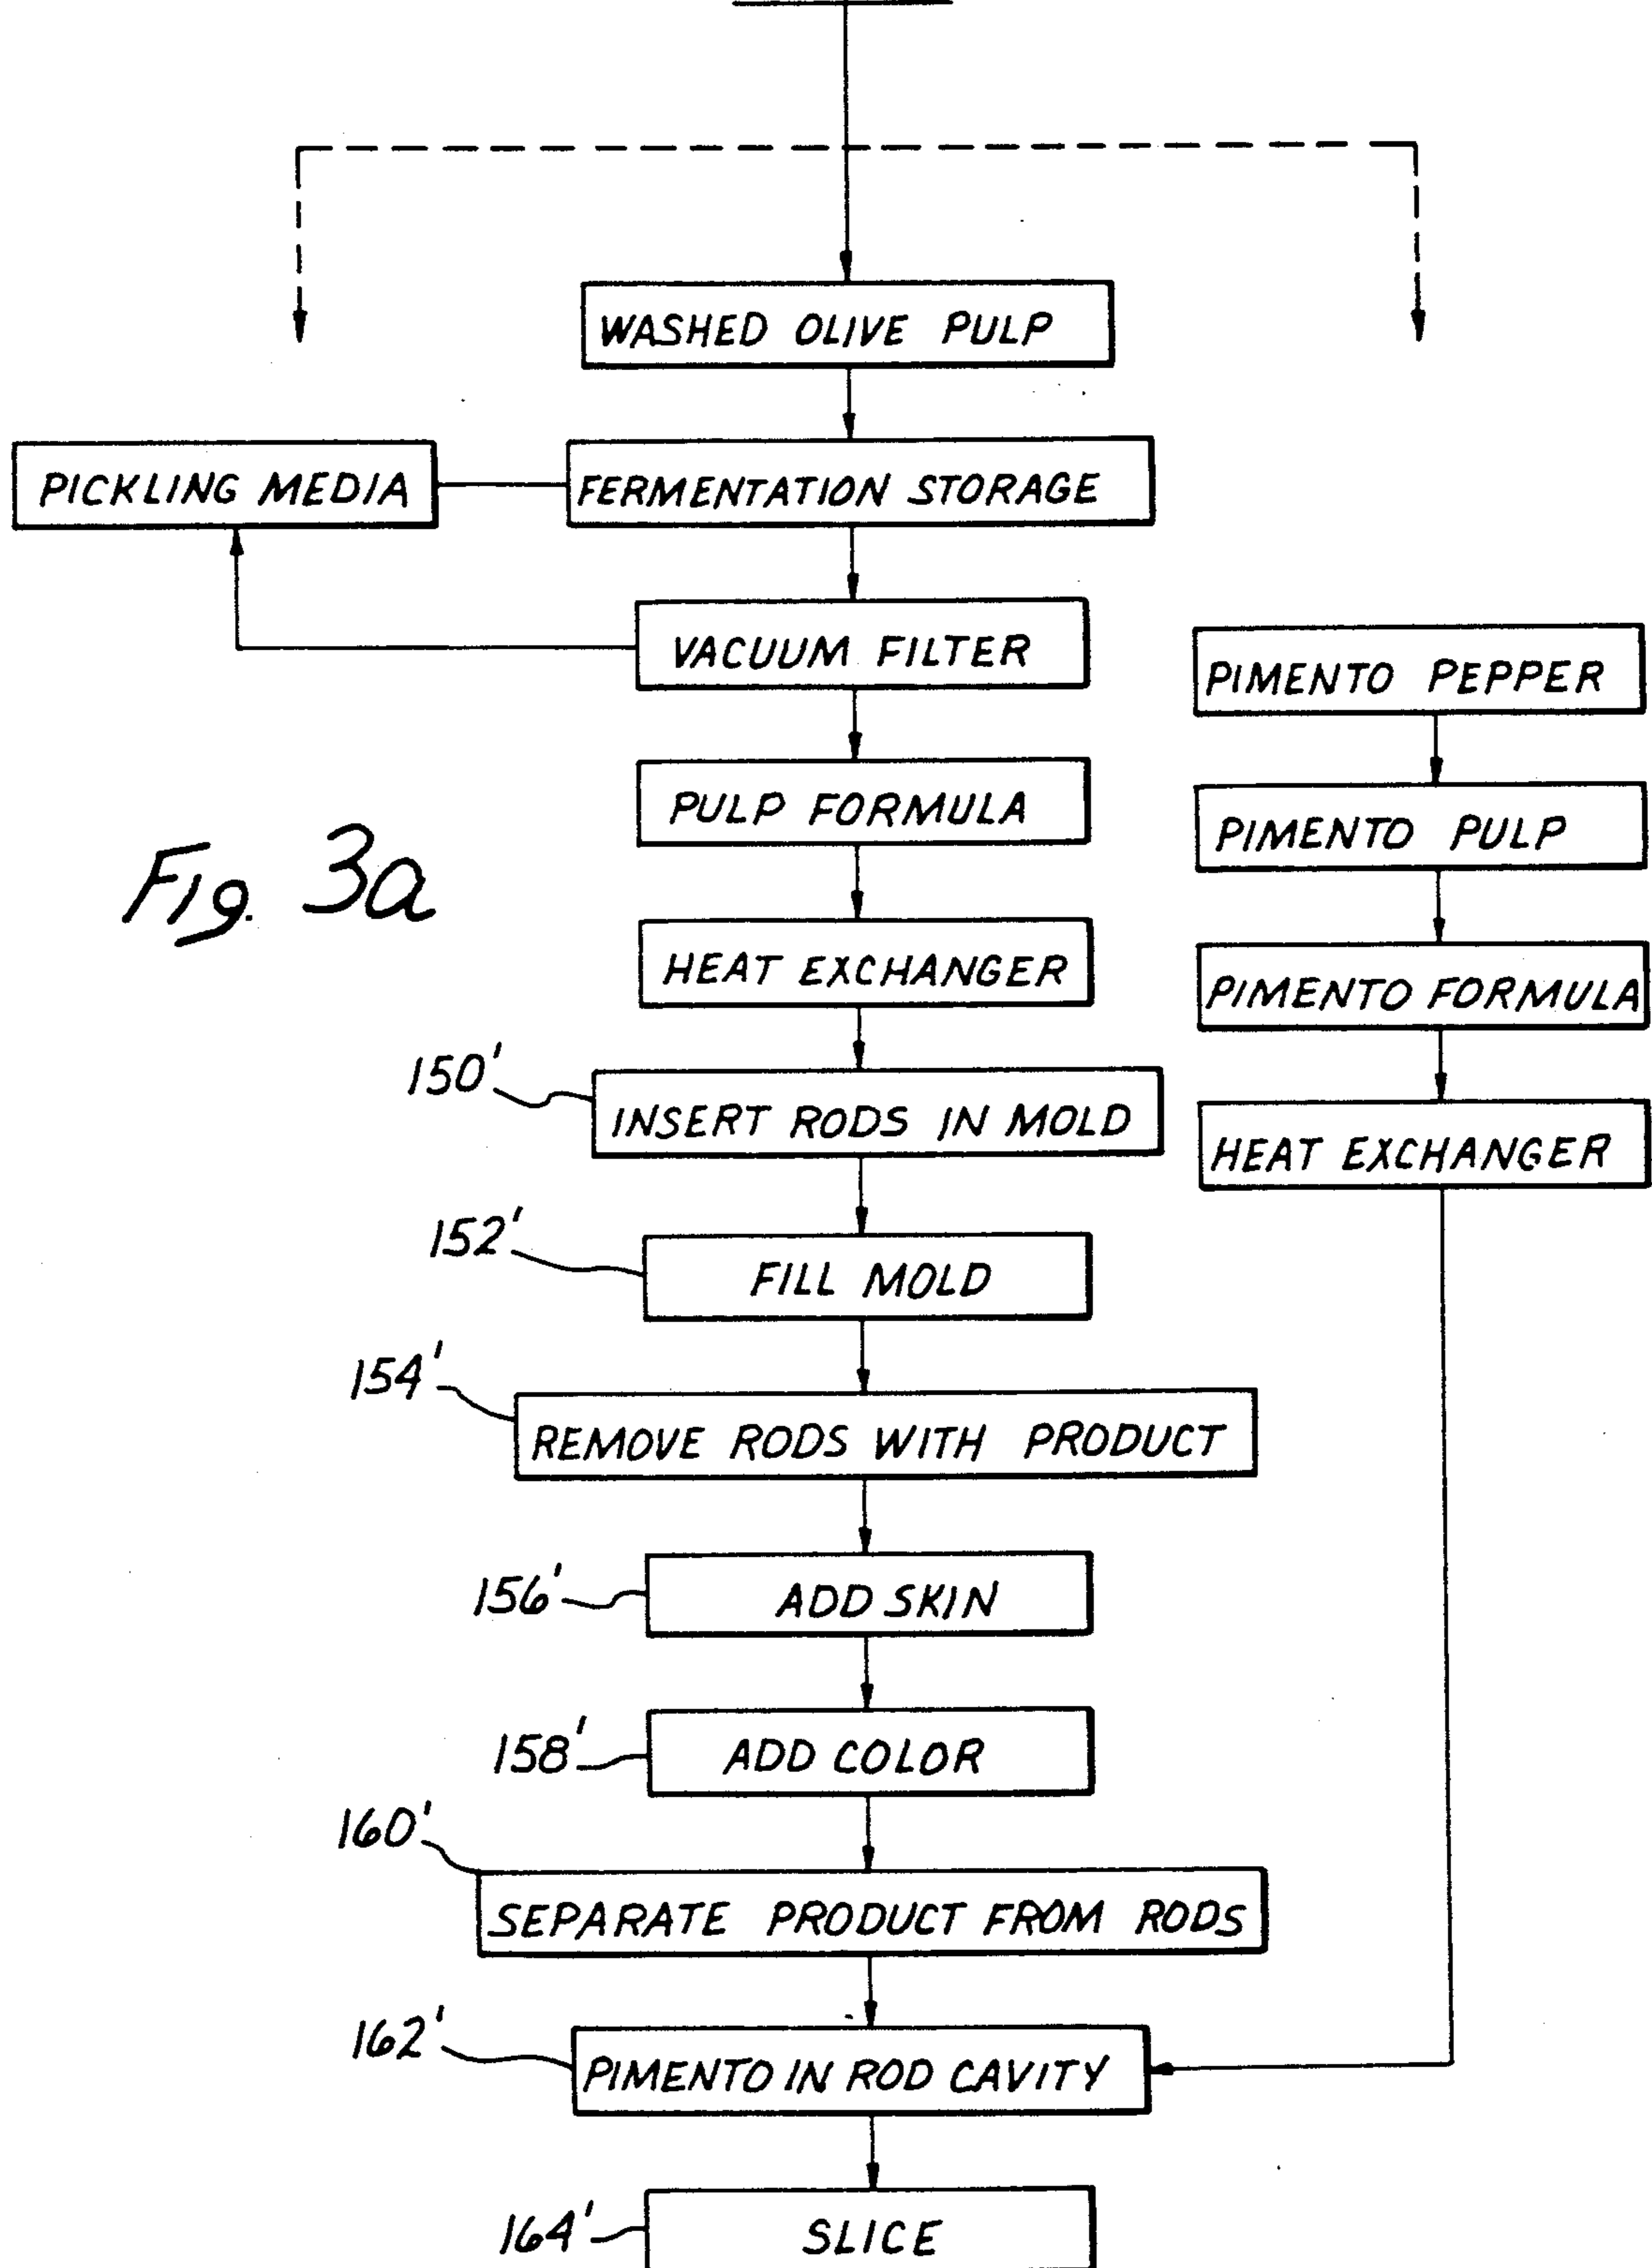 WASHED OLIVE PULP
PICKLING MEDIA
FERMENTATION STORAGE
VACUUM FILTER
PIMENTO PEPPER
PULP FORMULA
PIMENTO PULP
Fig. 3a
HEAT EXCHANGER
PIMENTO FORMULA
150'
INSERT RODS IN MOLD
HEAT EXCHANGER
152'
FILL MOLD
154'
REMOVE RODS WITH PRODUCT
156'
ADD SKIN
158'
ADD COLOR
160'
SEPARATE PRODUCT FROM RODS
162'
PIMENTO IN ROD CAVITY
164'
SLICE